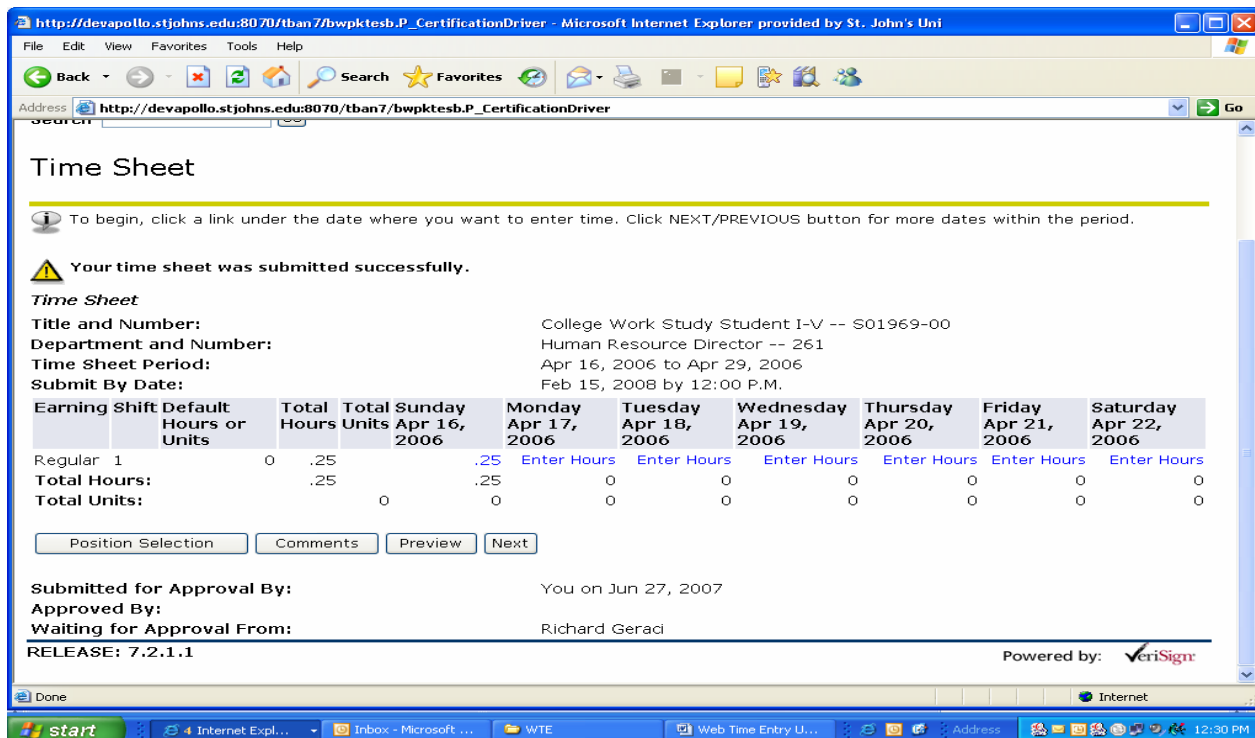 http://devapollo.stjohns.edu:8070/tban7/bwpktesb.P_CertificationDriver - Microsoft Internet Explorer provided by St. John's Uni
File Edit View Favorites Tools Help
Back Search Favorites
Address http://devapollo.stjohns.edu:8070/tban7/bwpktesb.P_CertificationDriver Go
Search
Time Sheet
To begin, click a link under the date where you want to enter time. Click NEXT/PREVIOUS button for more dates within the period.
Your time sheet was submitted successfully.
Time Sheet
Title and Number: College Work Study Student I-V -- S01969-00
Department and Number: Human Resource Director -- 261
Time Sheet Period: Apr 16, 2006 to Apr 29, 2006
Submit By Date: Feb 15, 2008 by 12:00 P.M.
Earning Shift Default Total Total Sunday Monday Tuesday Wednesday Thursday Friday Saturday
Hours or Hours Units Apr 16, Apr 17, Apr 18, Apr 19, Apr 20, Apr 21, Apr 22,
Units 2006 2006 2006 2006 2006 2006 2006
Regular 1 0 .25 .25 Enter Hours Enter Hours Enter Hours Enter Hours Enter Hours Enter Hours
Total Hours: .25 .25 0 0 0 0 0 0
Total Units: 0 0 0 0 0 0 0 0
Position Selection Comments Preview Next
Submitted for Approval By: You on Jun 27, 2007
Approved By:
Waiting for Approval From: Richard Geraci
RELEASE: 7.2.1.1 Powered by: VeriSign
Done Internet
start 4 Internet Expl... Inbox - Microsoft ... WTE Web Time Entry U... Address 12:30 PM